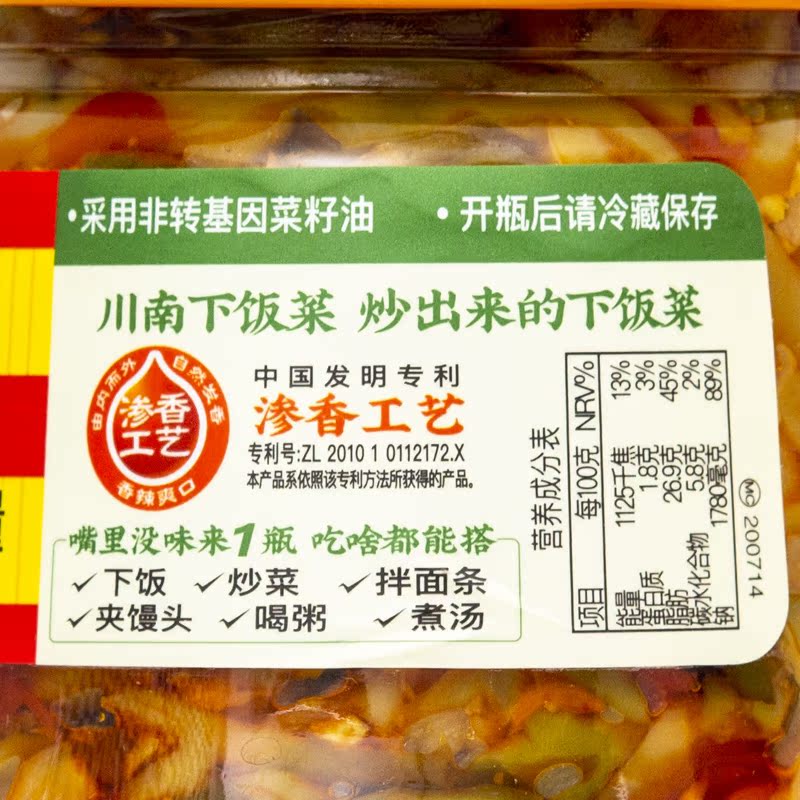 •采用非转基因菜籽油
•开瓶后请冷藏保存
川南下饭菜 炒出来的下饭菜
由内而外 自然发香
渗香
工艺
香辣爽口
中国发明专利
渗香工艺
专利号:ZL 2010 1 0112172.X
本产品系依照该专利方法所获得的产品。
嘴里没味来1瓶 吃啥都能搭
✓下饭 ✓炒菜 ✓拌面条
✓夹馒头 ✓喝粥 ✓煮汤
营养成分表
项目 每100克 NRV%
能量 1125千焦 13%
蛋白质 1.8克 3%
脂肪 26.9克 45%
碳水化合物 5.8克 2%
钠 1780毫克 89%
MC 200714